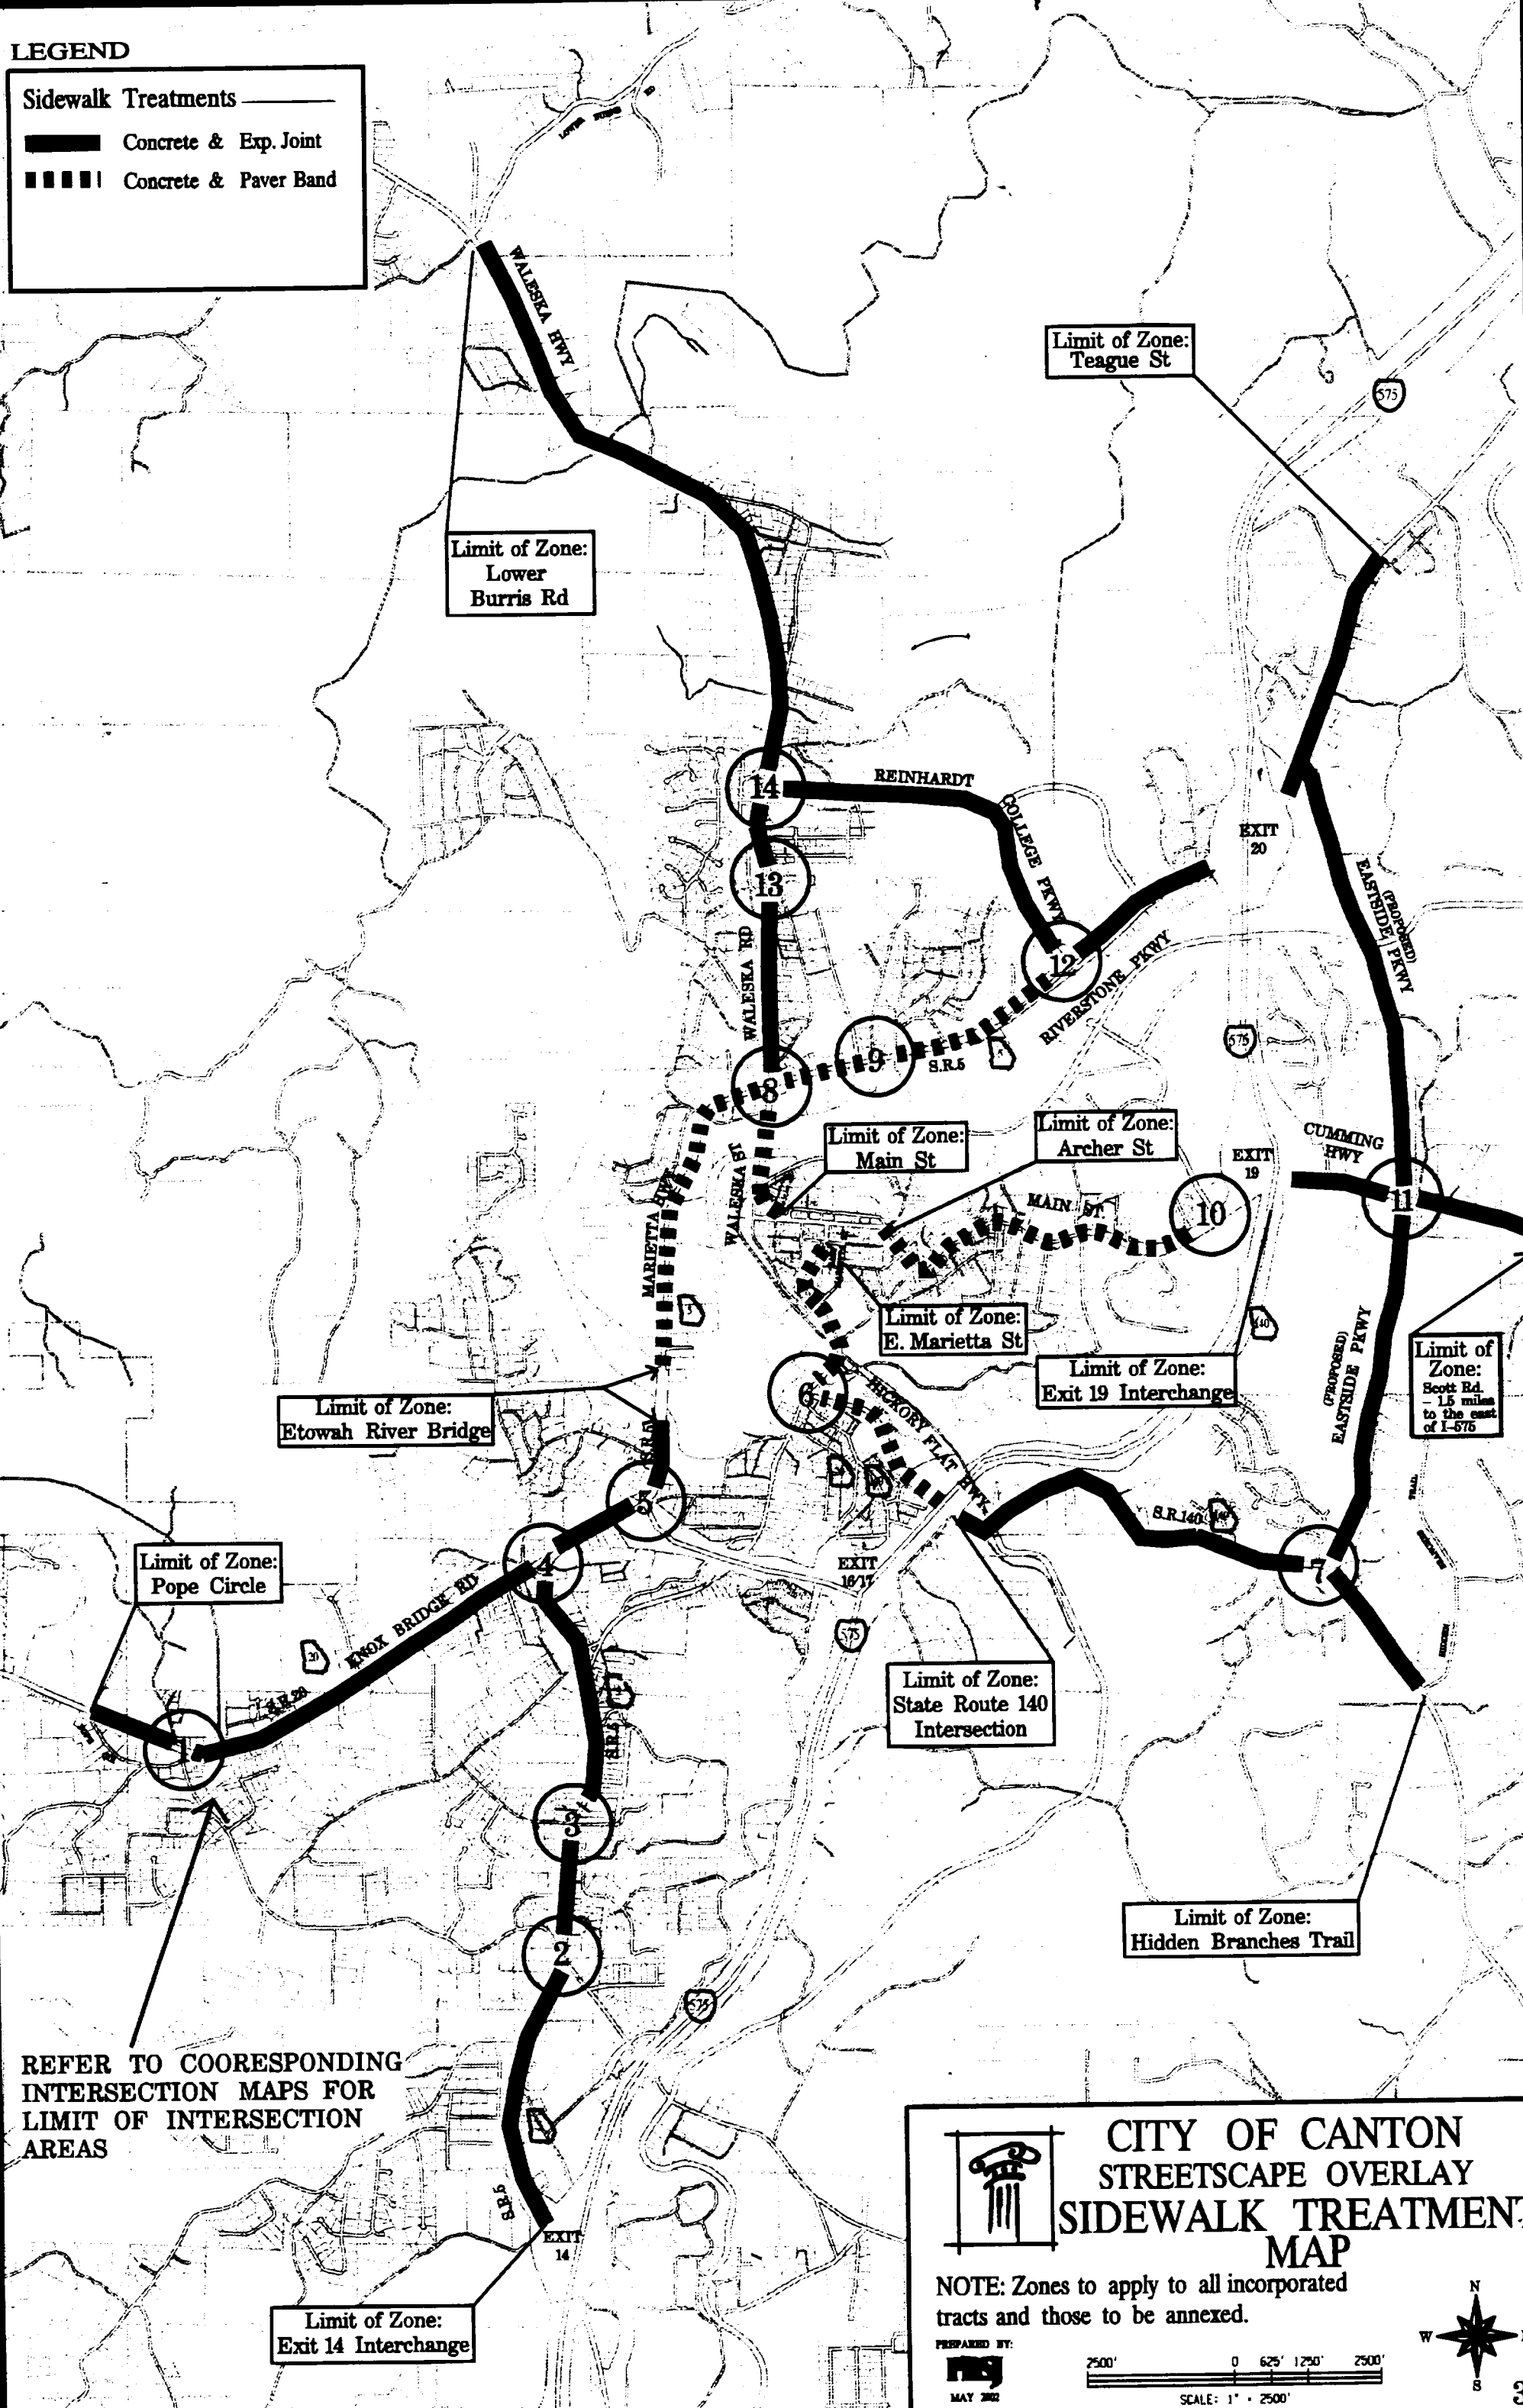 LEGEND
Sidewalk Treatments
Concrete & Exp. Joint
Concrete & Paver Band
LOWER
WALESKA HWY
Limit of Zone:
Teague St
575
Limit of Zone:
Lower
Burris Rd
14
REINHARDT
COLLEGE PKWY
EXIT
20
13
(PROPOSED)
EASTSIDE PKWY
WALESKA RD
12
RIVERSTONE PKWY
575
9
S.R.5
8
Limit of Zone:
Main St
Limit of Zone:
Archer St
CUMMING
HWY
EXIT
19
WALESKA ST
MARIETTA HWY
MAIN ST.
10
11
5
Limit of Zone:
E. Marietta St
140
Limit of Zone:
Exit 19 Interchange
(PROPOSED)
EASTSIDE PKWY
Limit of
Zone:
Scott Rd.
- 1.5 miles
to the east
of I-575
6
HICKORY FLAT HWY.
Limit of Zone:
Etowah River Bridge
S.R.5
5
TRAIL
S.R.140
4
EXIT
16/17
7
Limit of Zone:
Pope Circle
KNOX BRIDGE RD
20
S.R.20
575
HIDDEN
Limit of Zone:
State Route 140
Intersection
S.R.5
1
3
2
Limit of Zone:
Hidden Branches Trail
575
REFER TO COORESPONDING
INTERSECTION MAPS FOR
LIMIT OF INTERSECTION
AREAS
S.R.5
EXIT
14
Limit of Zone:
Exit 14 Interchange
CITY OF CANTON
STREETSCAPE OVERLAY
SIDEWALK TREATMENT
MAP
NOTE: Zones to apply to all incorporated
tracts and those to be annexed.
PREPARED BY:
MAY 2002
2500' 0 625' 1250' 2500'
SCALE: 1" = 2500'
N
W
S
3